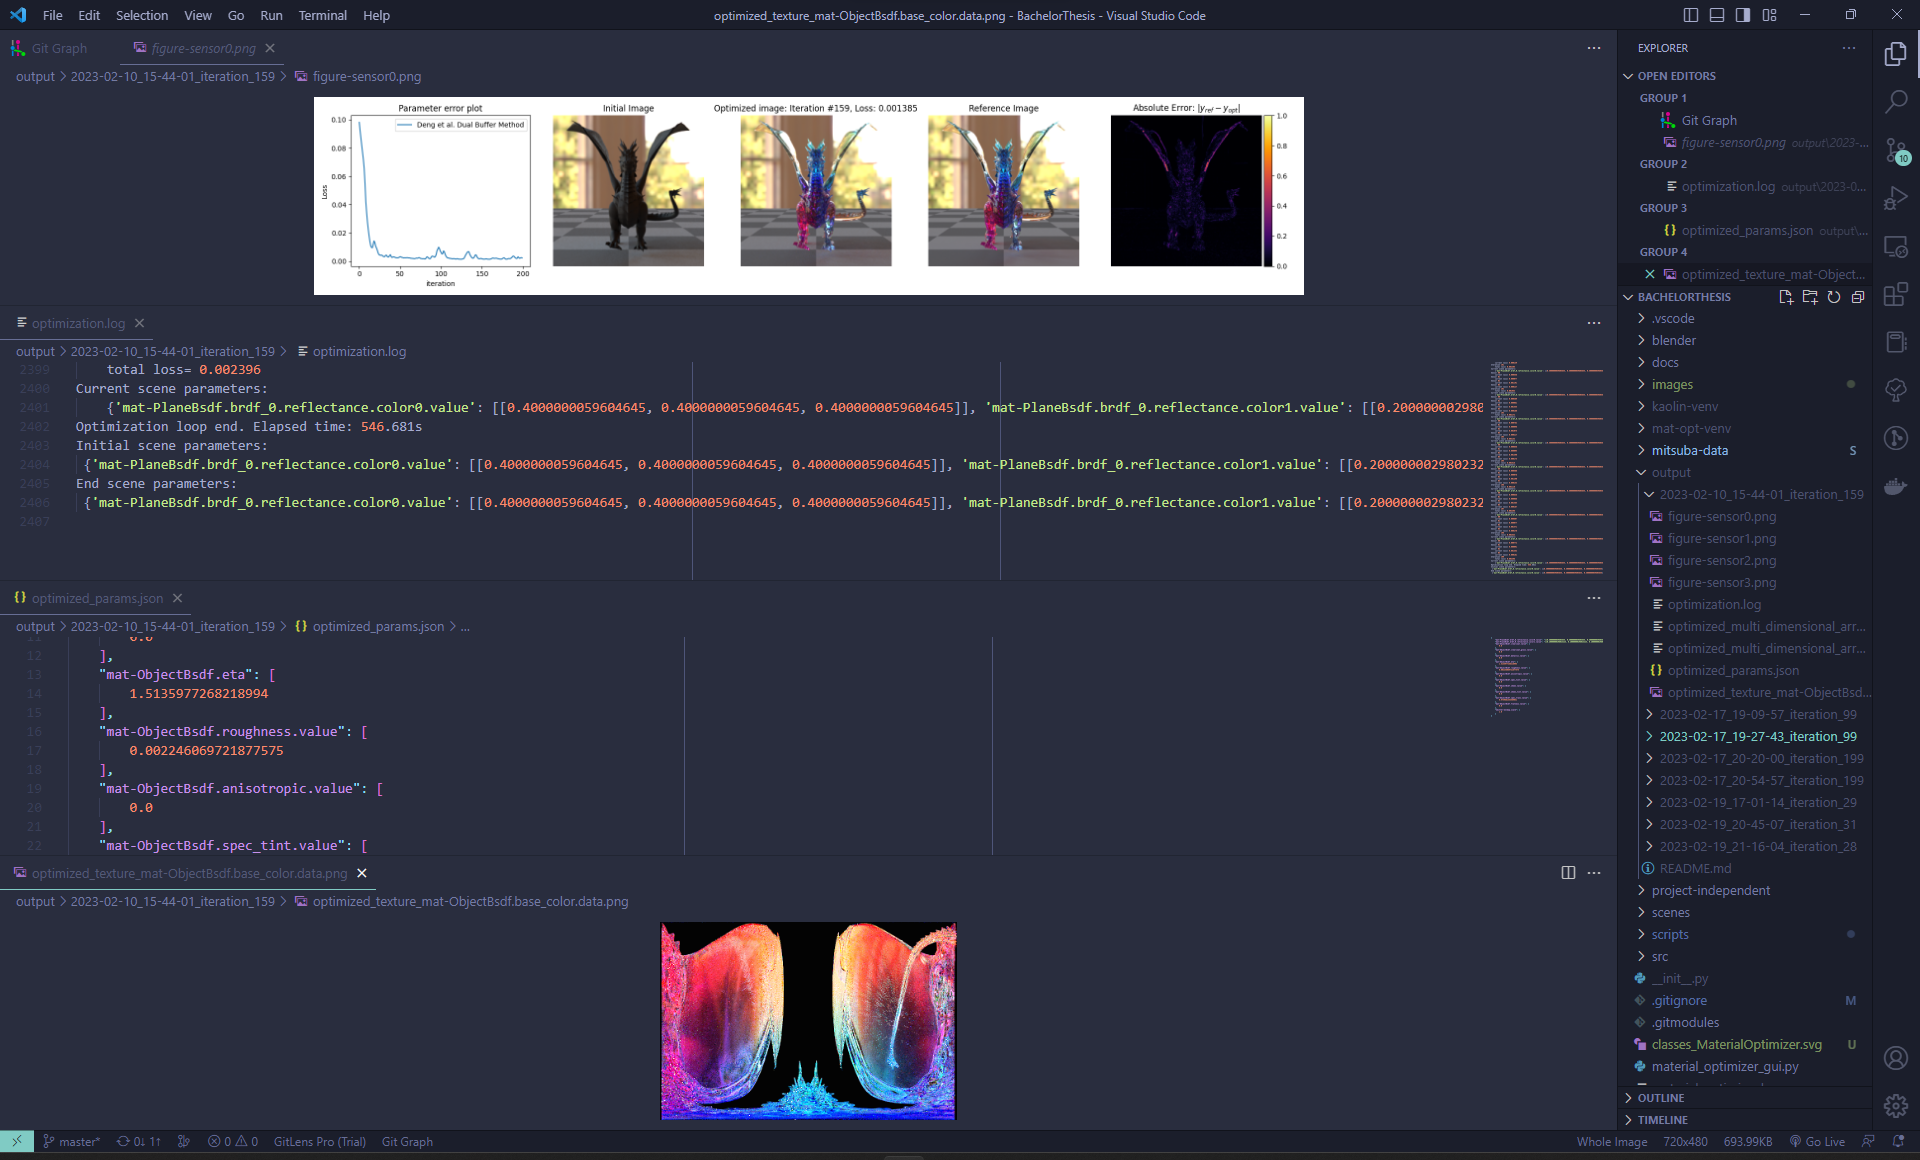 File Edit Selection View Go Run Terminal Help
optimized_texture_mat-ObjectBsdf.base_color.data.png - BachelorThesis - Visual Studio Code
Git Graph
figure-sensor0.png
output > 2023-02-10_15-44-01_iteration_159 > figure-sensor0.png
Parameter error plot
Deng et al. Dual Buffer Method
0.10
0.08
0.06
0.04
0.02
0.00
Loss
0 50 100 150 200
iteration
Initial Image
Optimized image: Iteration #159, Loss: 0.001385
Reference Image
Absolute Error: |y_ref − y_opt|
1.0
0.8
0.6
0.4
0.2
0.0
optimization.log
output > 2023-02-10_15-44-01_iteration_159 > optimization.log
2399 total loss= 0.002396
2400 Current scene parameters:
2401 {'mat-PlaneBsdf.brdf_0.reflectance.color0.value': [[0.4000000059604645, 0.4000000059604645, 0.4000000059604645]], 'mat-PlaneBsdf.brdf_0.reflectance.color1.value': [[0.200000002980
2402 Optimization loop end. Elapsed time: 546.681s
2403 Initial scene parameters:
2404 {'mat-PlaneBsdf.brdf_0.reflectance.color0.value': [[0.4000000059604645, 0.4000000059604645, 0.4000000059604645]], 'mat-PlaneBsdf.brdf_0.reflectance.color1.value': [[0.200000002980232
2405 End scene parameters:
2406 {'mat-PlaneBsdf.brdf_0.reflectance.color0.value': [[0.4000000059604645, 0.4000000059604645, 0.4000000059604645]], 'mat-PlaneBsdf.brdf_0.reflectance.color1.value': [[0.200000002980232
2407
optimized_params.json
output > 2023-02-10_15-44-01_iteration_159 > {} optimized_params.json > ...
11 0.0
12 ],
13 "mat-ObjectBsdf.eta": [
14 1.5135977268218994
15 ],
16 "mat-ObjectBsdf.roughness.value": [
17 0.002246069721877575
18 ],
19 "mat-ObjectBsdf.anisotropic.value": [
20 0.0
21 ],
22 "mat-ObjectBsdf.spec_tint.value": [
optimized_texture_mat-ObjectBsdf.base_color.data.png
output > 2023-02-10_15-44-01_iteration_159 > optimized_texture_mat-ObjectBsdf.base_color.data.png
EXPLORER
OPEN EDITORS
GROUP 1
Git Graph
figure-sensor0.png output\2023-...
GROUP 2
optimization.log output\2023-0...
GROUP 3
{} optimized_params.json output\...
GROUP 4
optimized_texture_mat-Object...
BACHELORTHESIS
.vscode
blender
docs
images
kaolin-venv
mat-opt-venv
mitsuba-data S
output
2023-02-10_15-44-01_iteration_159
figure-sensor0.png
figure-sensor1.png
figure-sensor2.png
figure-sensor3.png
optimization.log
optimized_multi_dimensional_arr...
optimized_multi_dimensional_arr...
{} optimized_params.json
optimized_texture_mat-ObjectBsd...
2023-02-17_19-09-57_iteration_99
2023-02-17_19-27-43_iteration_99
2023-02-17_20-20-00_iteration_199
2023-02-17_20-54-57_iteration_199
2023-02-19_17-01-14_iteration_29
2023-02-19_20-45-07_iteration_31
2023-02-19_21-16-04_iteration_28
README.md
project-independent
scenes
scripts
src
__init__.py
.gitignore M
.gitmodules
classes_MaterialOptimizer.svg U
material_optimizer_gui.py
OUTLINE
TIMELINE
10
master* 0↓ 1↑ 0 0 GitLens Pro (Trial) Git Graph
Whole Image 720x480 693.99KB Go Live